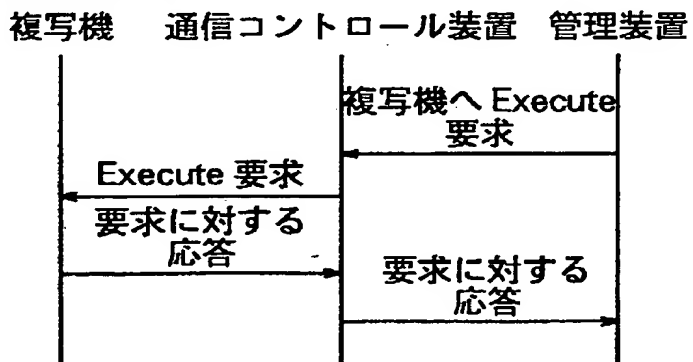 複写機 通信コントロール装置 管理装置
複写機へ Execute
要求
Execute 要求
要求に対する
応答
要求に対する
応答